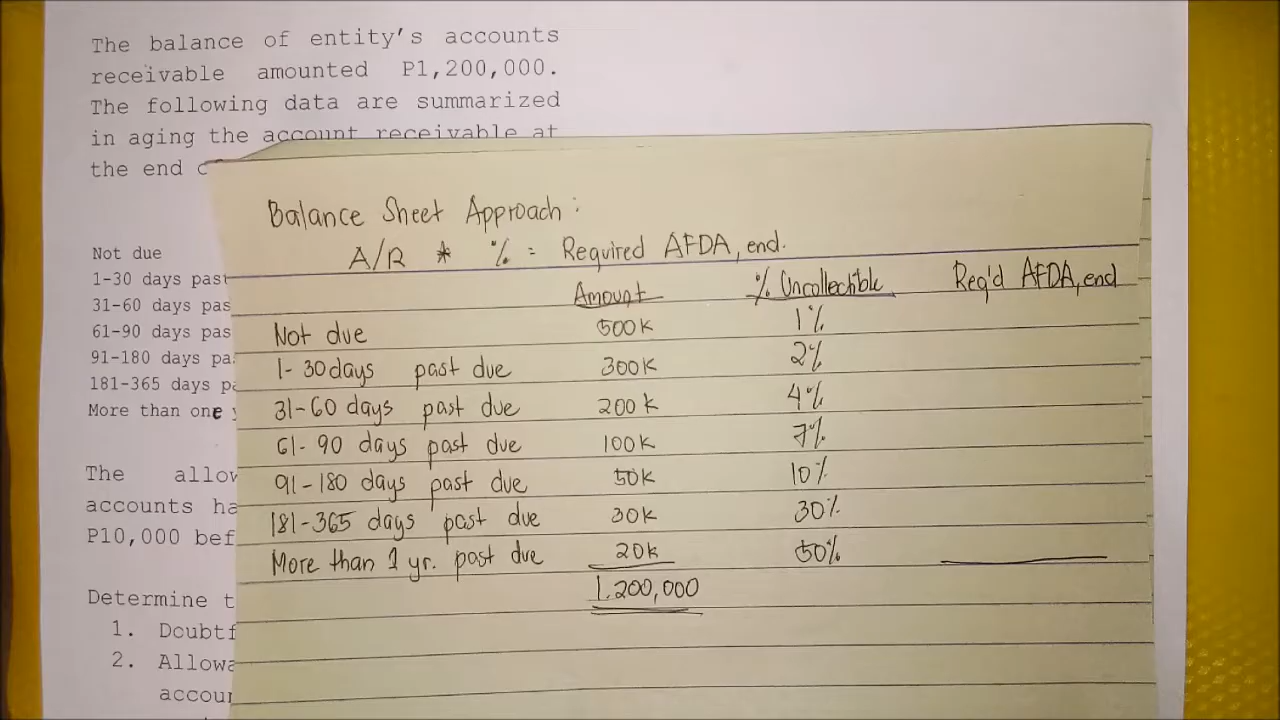 The balance of entity's accounts
receivable amounted P1,200,000.
The following data are summarized
in aging the account receivable at
the end
Balance Sheet Approach:
A/R * % = Required AFDA, end.
Amount % Uncollectible Req'd AFDA, end
Not due 500K 1%
1-30 days past due 300K 2%
31-60 days past due 200K 4%
61-90 days past due 100K 7%
91-180 days past due 50K 10%
181-365 days past due 30K 30%
More than 1 yr. past due 20K 50%
1,200,000
Not due
1-30 days past
31-60 days pas
61-90 days pas
91-180 days pa
181-365 days pa
More than one
The allow
accounts ha
P10,000 bef
Determine t
1. Doubtf
2. Allowa
accoun